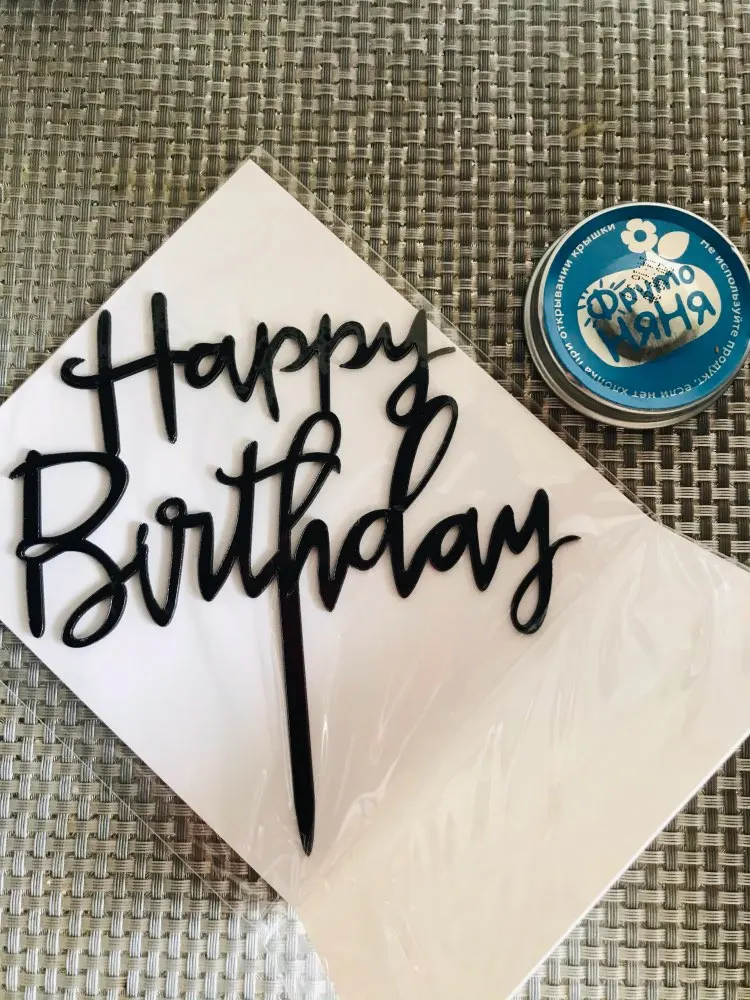 Happy
Birthday
Фруто
Няня
Не используйте продукт, если нет хлопка при открывании крышки